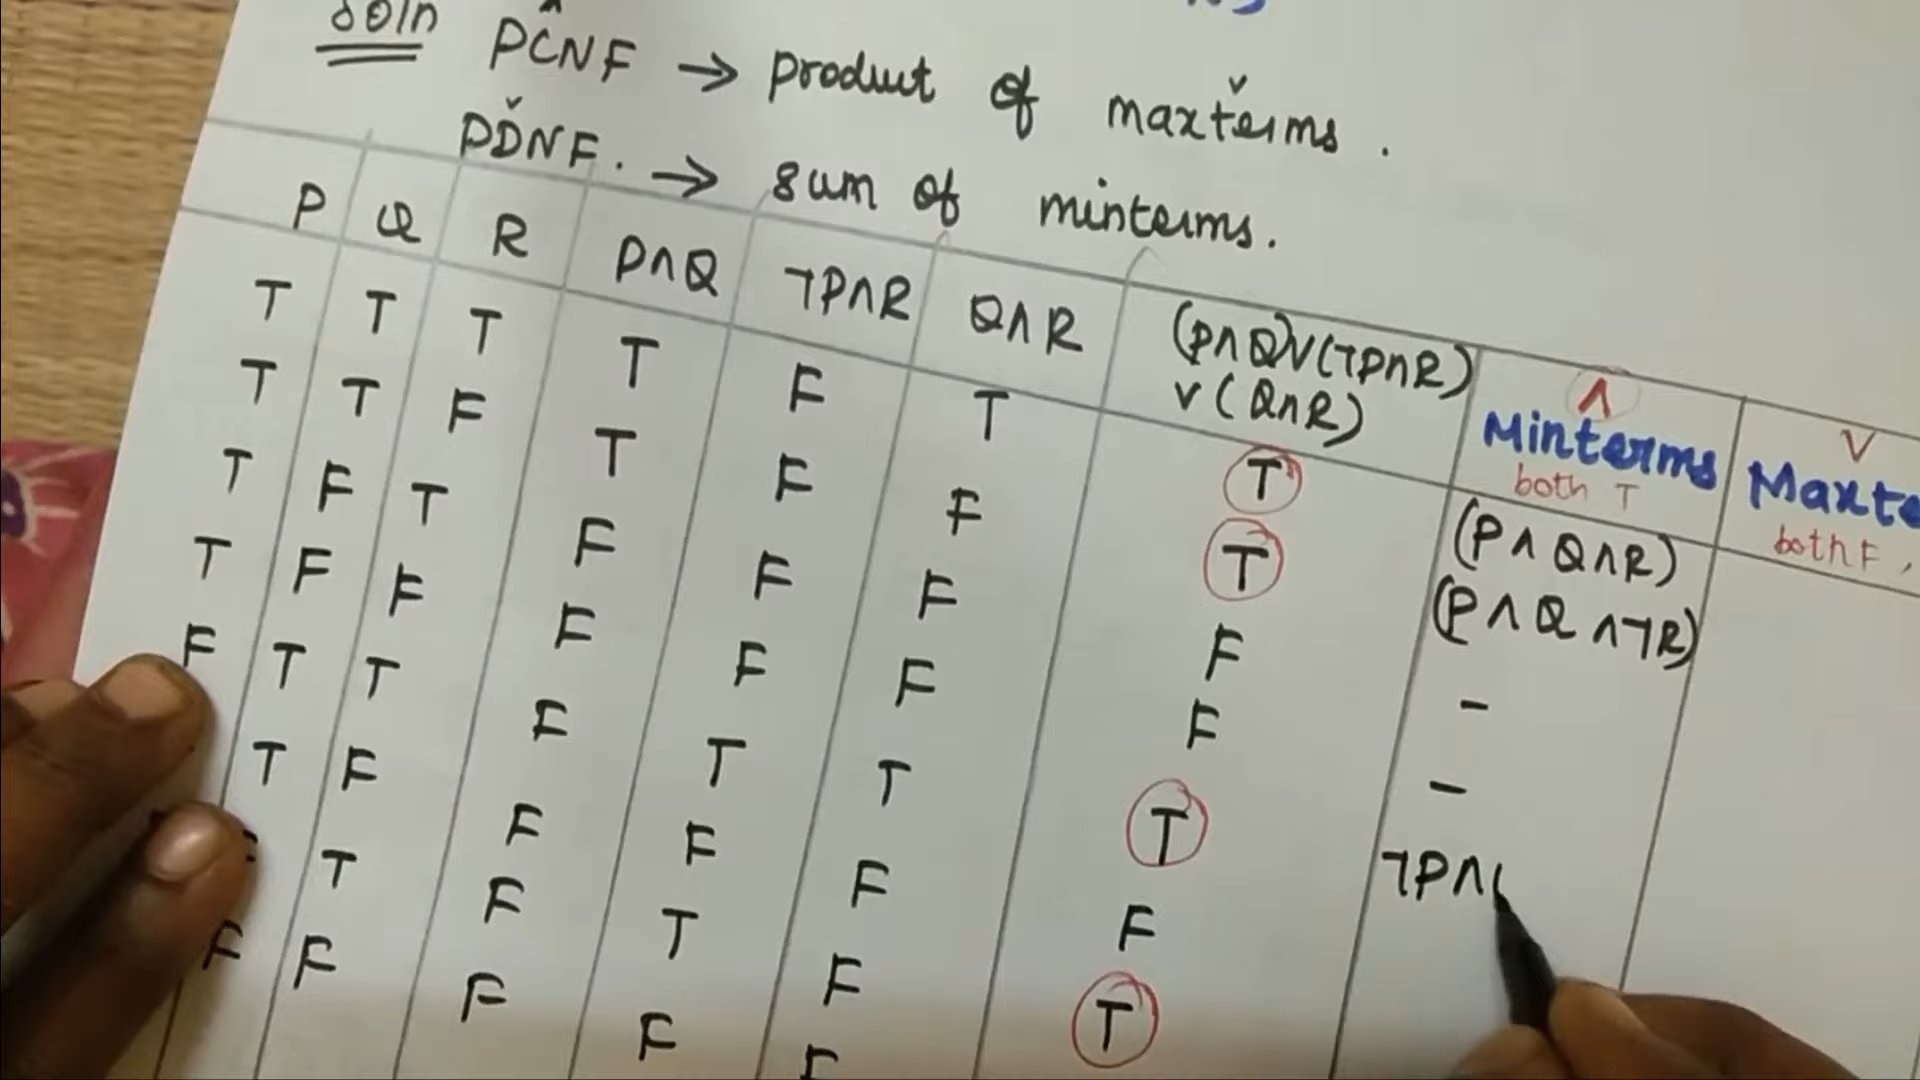 Soln PCNF → product of maxterms.
PDNF. → sum of minterms.
P Q R P∧Q ¬P∧R Q∧R (P∧Q)∨(¬P∧R)
∨(Q∧R)
∧
Minterms
both T
∨
Maxte
both F,
T T T T F T T (P∧Q∧R)
T T F T F F T (P∧Q∧¬R)
T F T F F F F -
T F F F F F F -
F T T F T T T ¬P∧
T F F F F F
T F T F T
F F F F F